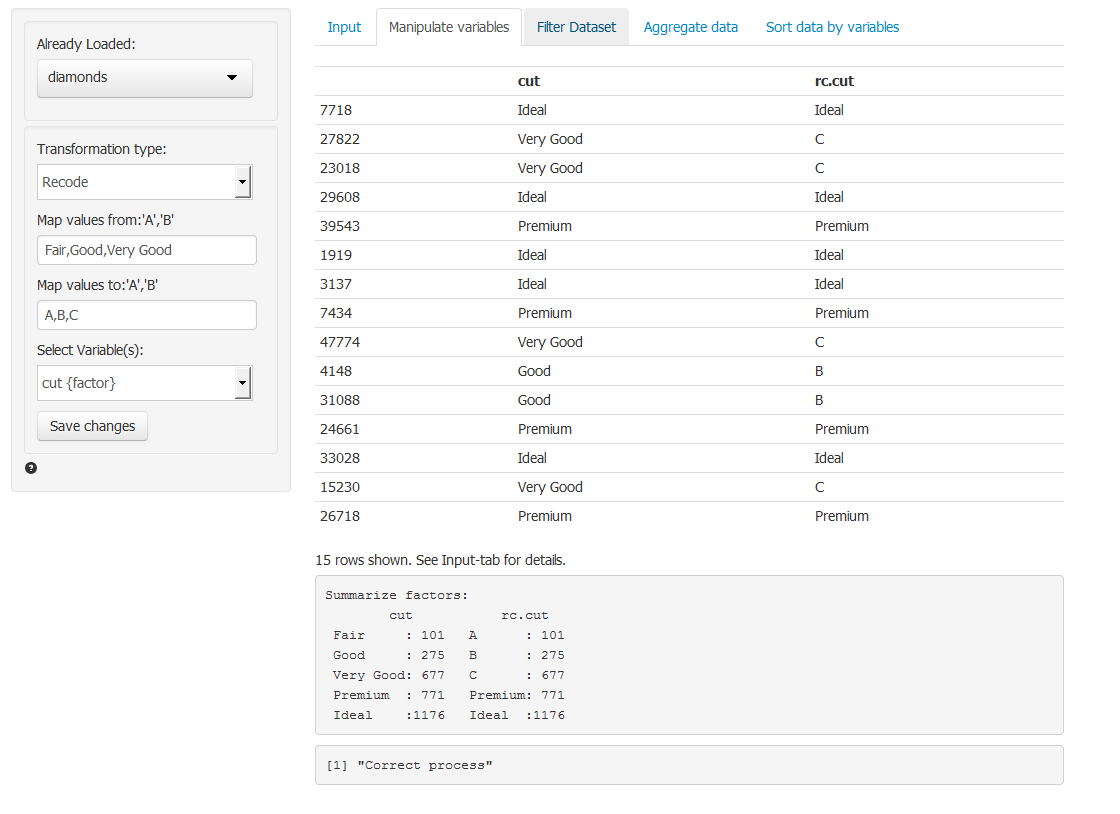 Already Loaded:
diamonds
Transformation type:
Recode
Map values from:'A','B'
Fair,Good,Very Good
Map values to:'A','B'
A,B,C
Select Variable(s):
cut {factor}
Save changes
?
Input Manipulate variables Filter Dataset Aggregate data Sort data by variables
cut rc.cut
7718 Ideal Ideal
27822 Very Good C
23018 Very Good C
29608 Ideal Ideal
39543 Premium Premium
1919 Ideal Ideal
3137 Ideal Ideal
7434 Premium Premium
47774 Very Good C
4148 Good B
31088 Good B
24661 Premium Premium
33028 Ideal Ideal
15230 Very Good C
26718 Premium Premium
15 rows shown. See Input-tab for details.
Summarize factors:
cut rc.cut
Fair : 101 A : 101
Good : 275 B : 275
Very Good: 677 C : 677
Premium : 771 Premium: 771
Ideal :1176 Ideal :1176
[1] "Correct process"